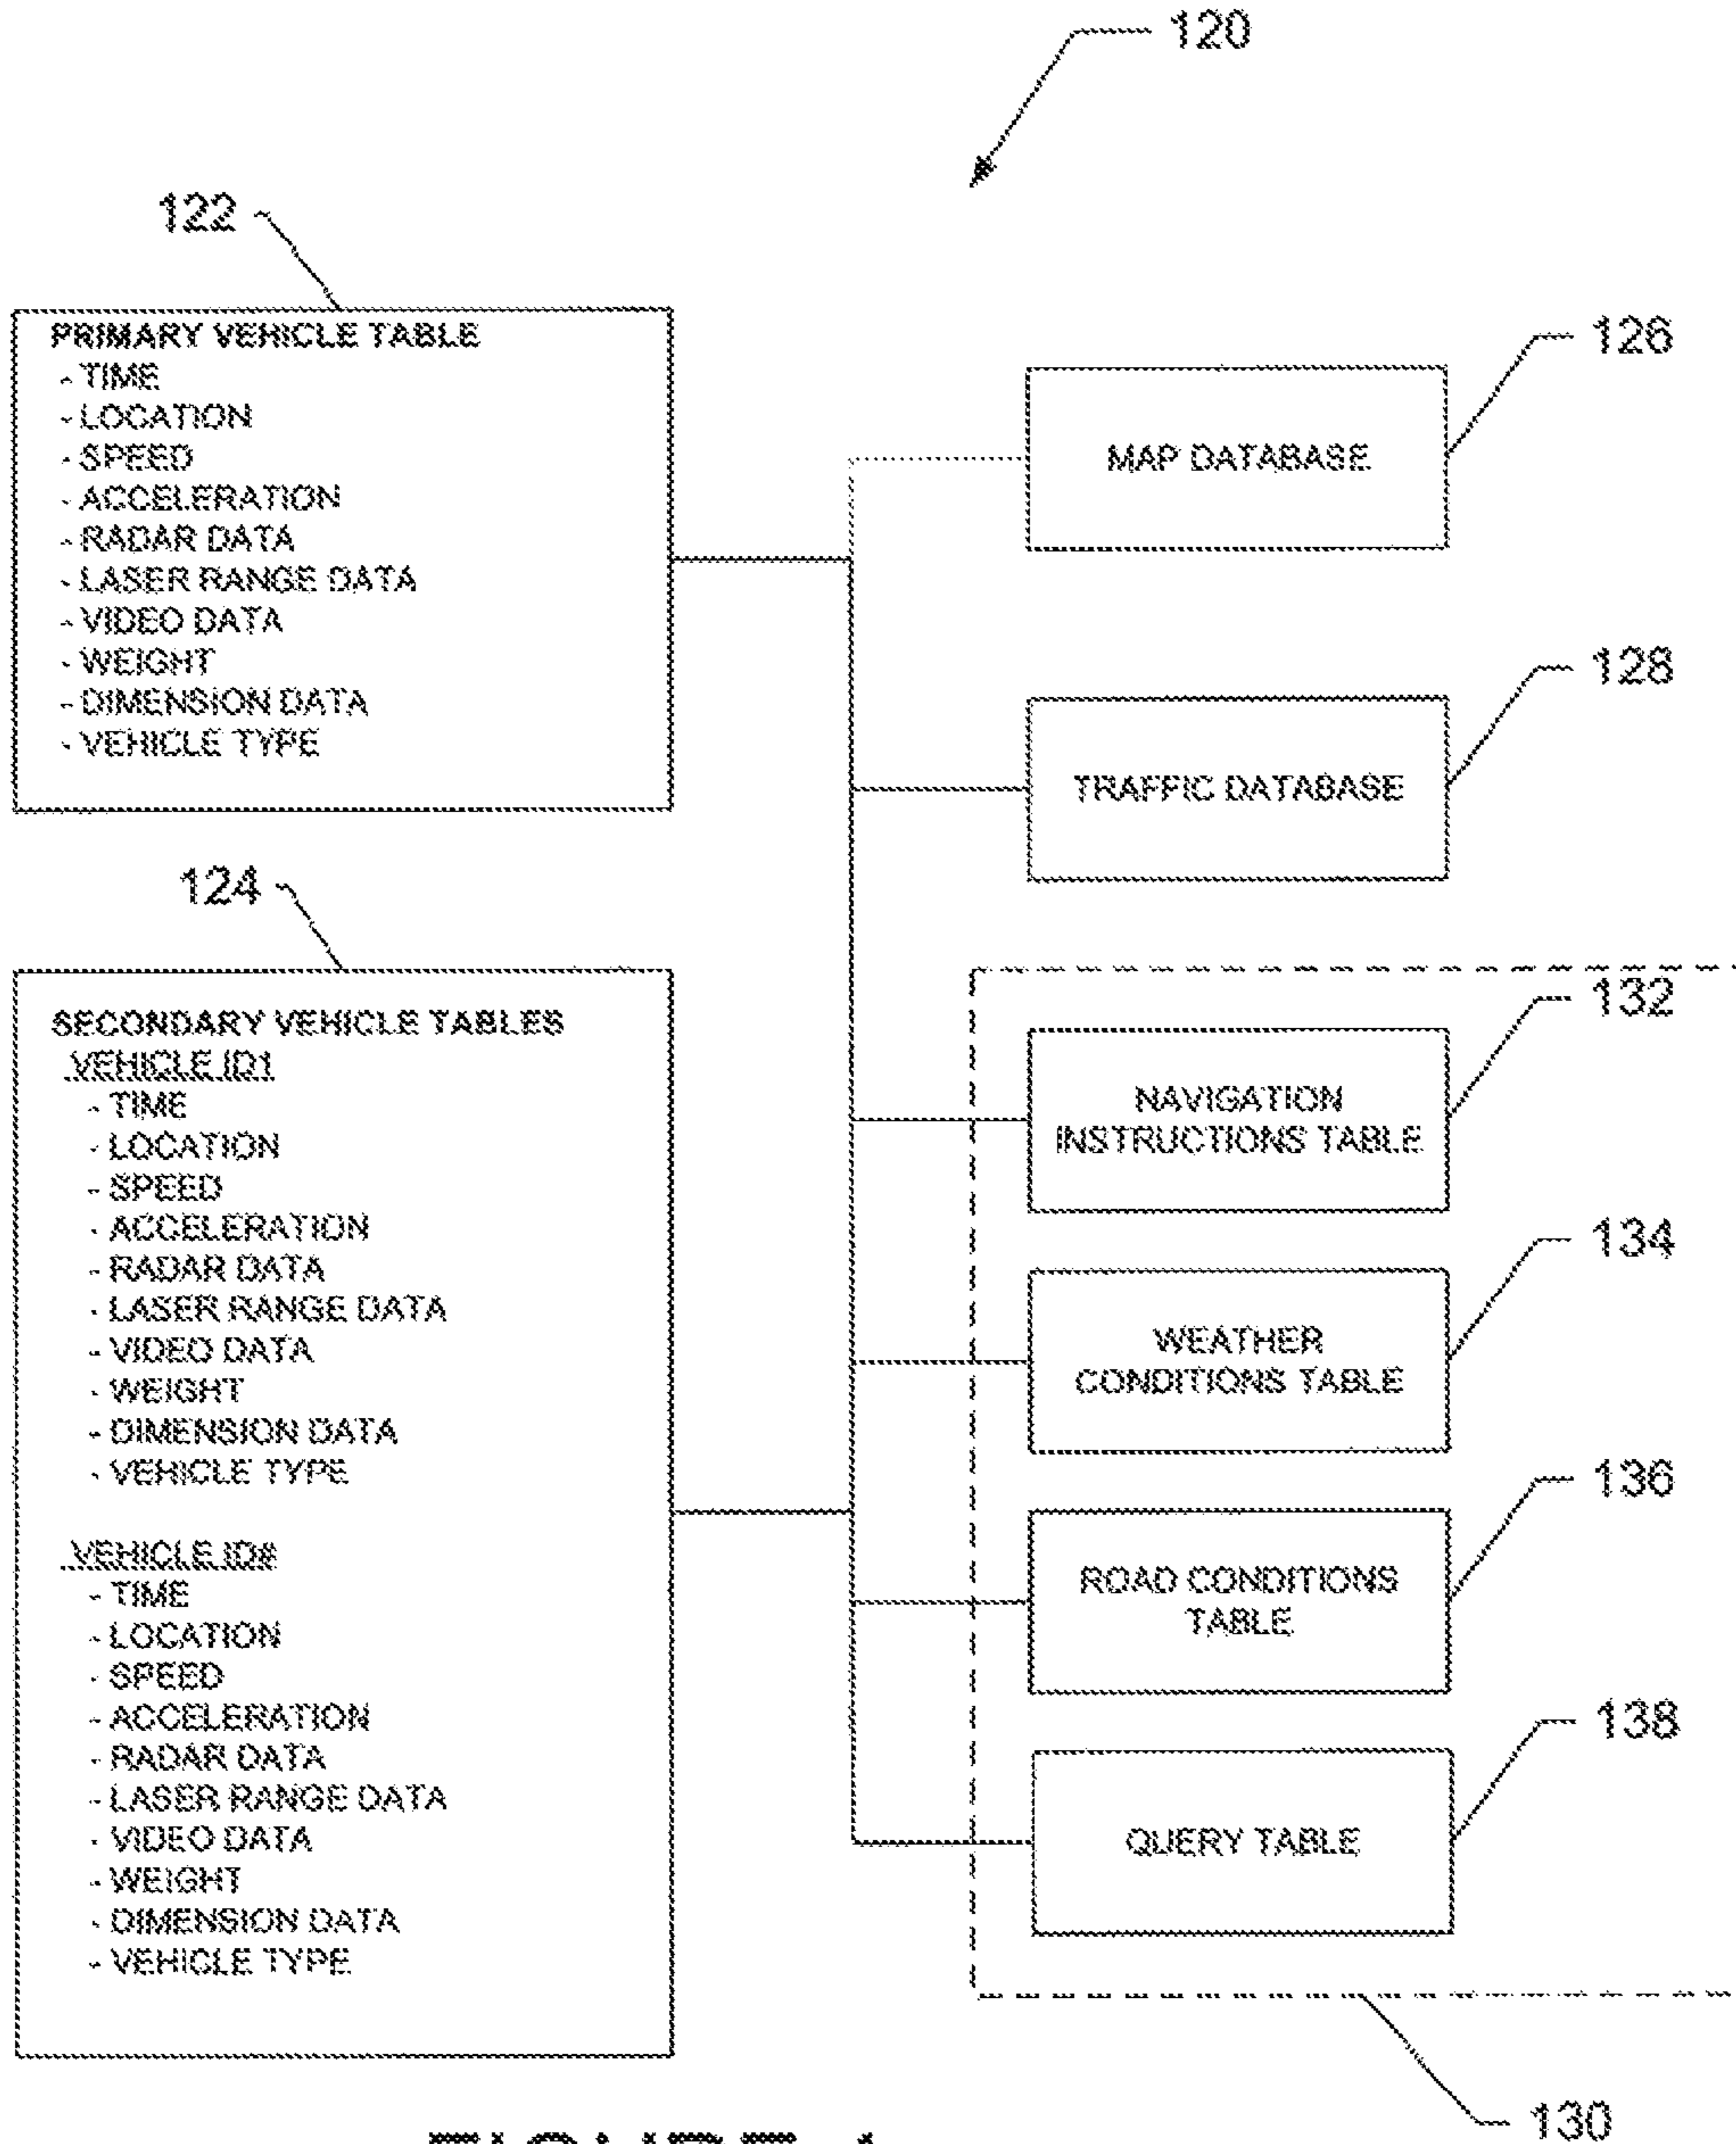 120
122
PRIMARY VEHICLE TABLE
- TIME
- LOCATION
- SPEED
- ACCELERATION
- RADAR DATA
- LASER RANGE DATA
- VIDEO DATA
- WEIGHT
- DIMENSION DATA
- VEHICLE TYPE
126
MAP DATABASE
128
TRAFFIC DATABASE
124
SECONDARY VEHICLE TABLES
VEHICLE ID1
- TIME
- LOCATION
- SPEED
- ACCELERATION
- RADAR DATA
- LASER RANGE DATA
- VIDEO DATA
- WEIGHT
- DIMENSION DATA
- VEHICLE TYPE
VEHICLE ID#
- TIME
- LOCATION
- SPEED
- ACCELERATION
- RADAR DATA
- LASER RANGE DATA
- VIDEO DATA
- WEIGHT
- DIMENSION DATA
- VEHICLE TYPE
132
NAVIGATION
INSTRUCTIONS TABLE
134
WEATHER
CONDITIONS TABLE
136
ROAD CONDITIONS
TABLE
138
QUERY TABLE
130